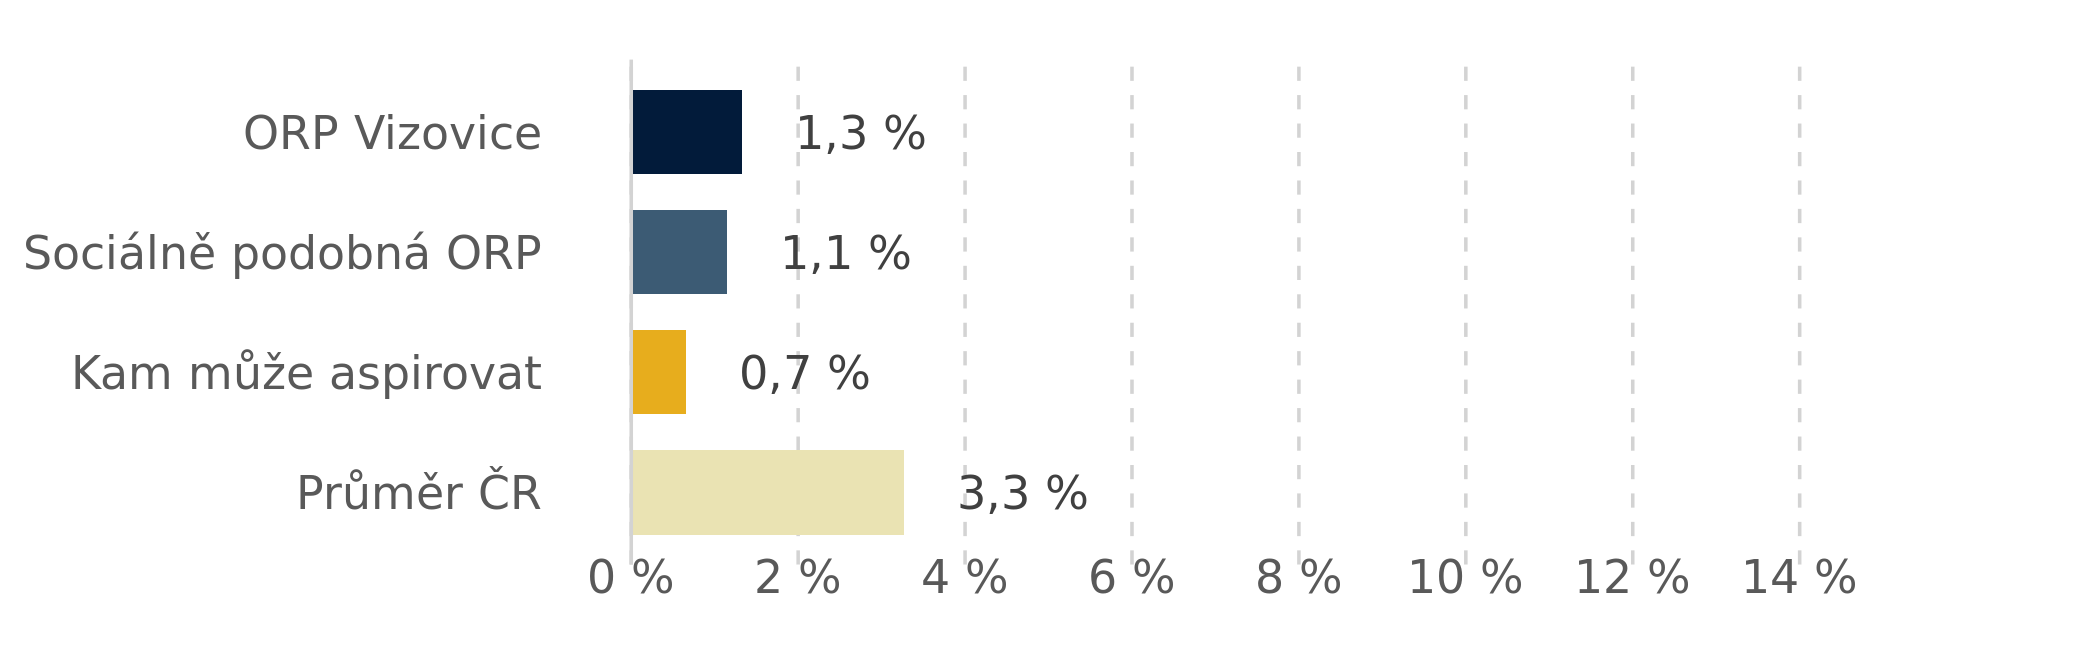 ORP Vizovice 1,3 %
Sociálně podobná ORP 1,1 %
Kam může aspirovat 0,7 %
Průměr ČR 3,3 %
0 % 2 % 4 % 6 % 8 % 10 % 12 % 14 %